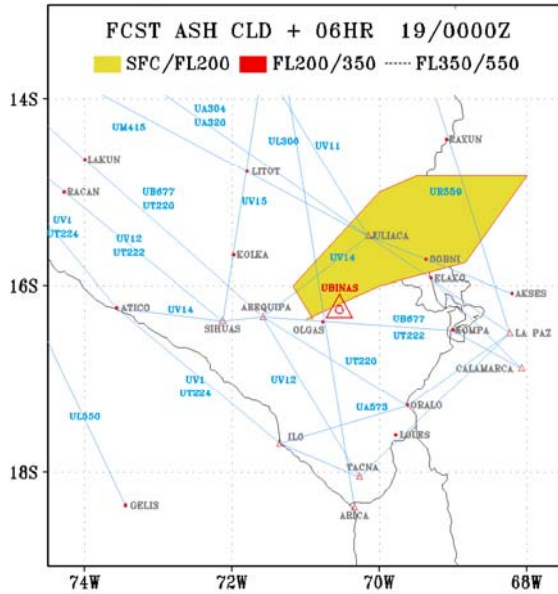 FCST ASH CLD + 06HR 19/0000Z
SFC/FL200 FL200/350 FL350/550
14S
UA304
UA320
UM415
UL300
UV11
RAXUN
LAKUN
LITOT
RACAN
UB677
UT220
UV15
UR559
UV1
UT224
UV12
UT222
JULIACA
KOLKA
UV14
BOBNI
ELAKO
16S
UBINAS
AKSES
ATICO
UV14
AREQUIPA
SIHUAS
OLGAS
UB677
UT222
KOMPA
LA PAZ
UT220
CALAMARCA
UV1
UT224
UV12
UA573
ORALO
UL550
ILO
LOUES
18S
TACNA
GELIS
ARICA
74W 72W 70W 68W